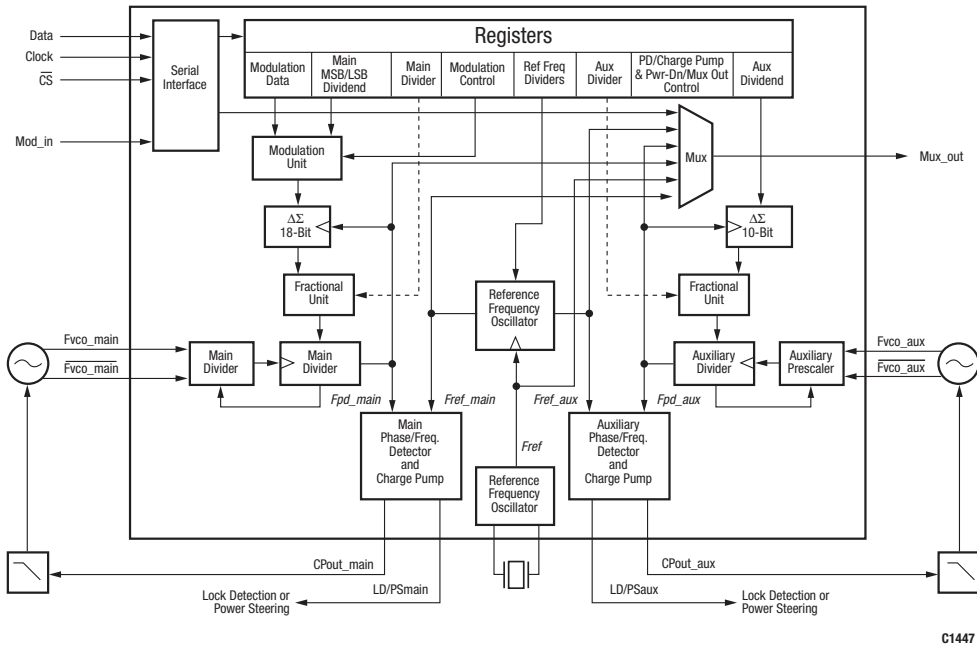 Registers
Data
Clock
CS
Mod_in
Serial
Interface
Modulation
Data
Main
MSB/LSB
Dividend
Main
Divider
Modulation
Control
Ref Freq
Dividers
Aux
Divider
PD/Charge Pump
& Pwr-Dn/Mux Out
Control
Aux
Dividend
Modulation
Unit
Mux
Mux_out
ΔΣ
18-Bit
ΔΣ
10-Bit
Fractional
Unit
Reference
Frequency
Oscillator
Fractional
Unit
Fvco_main
Fvco_main
Main
Divider
Main
Divider
Auxiliary
Divider
Auxiliary
Prescaler
Fvco_aux
Fvco_aux
Fpd_main
Fref_main
Fref_aux
Fpd_aux
Main
Phase/Freq.
Detector
and
Charge Pump
Fref
Auxiliary
Phase/Freq.
Detector
and
Charge Pump
Reference
Frequency
Oscillator
CPout_main
CPout_aux
LD/PSmain
LD/PSaux
Lock Detection or
Power Steering
Lock Detection or
Power Steering
C1447